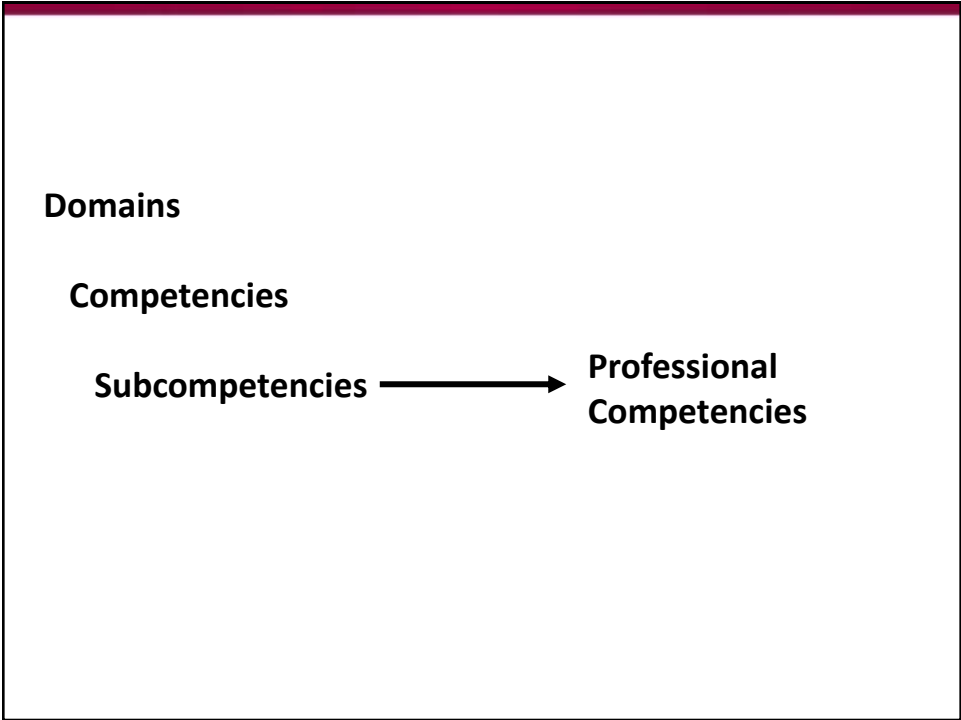 Domains
Competencies
Subcompetencies
Professional
Competencies